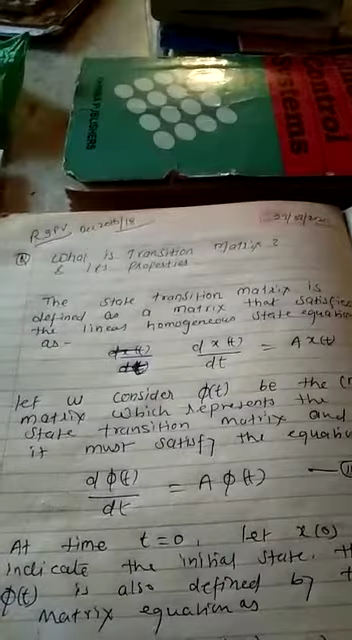 Control
Systems
PUBLISHERS
RGPV Dec 2015/18
What is Transition Matrix?
& its Properties
The state transition matrix is
defined as a matrix that satisfies
the linear homogeneous state equation
as -
dx(t)/dt = Ax(t)
let w consider ϕ(t) be the
matrix which represents the
state transition matrix and
it must satisfy the equation
dϕ(t)/dt = Aϕ(t)
At time t=0, let x(0)
indicate the initial state, th
ϕ(t) is also defined by t
Matrix equation as